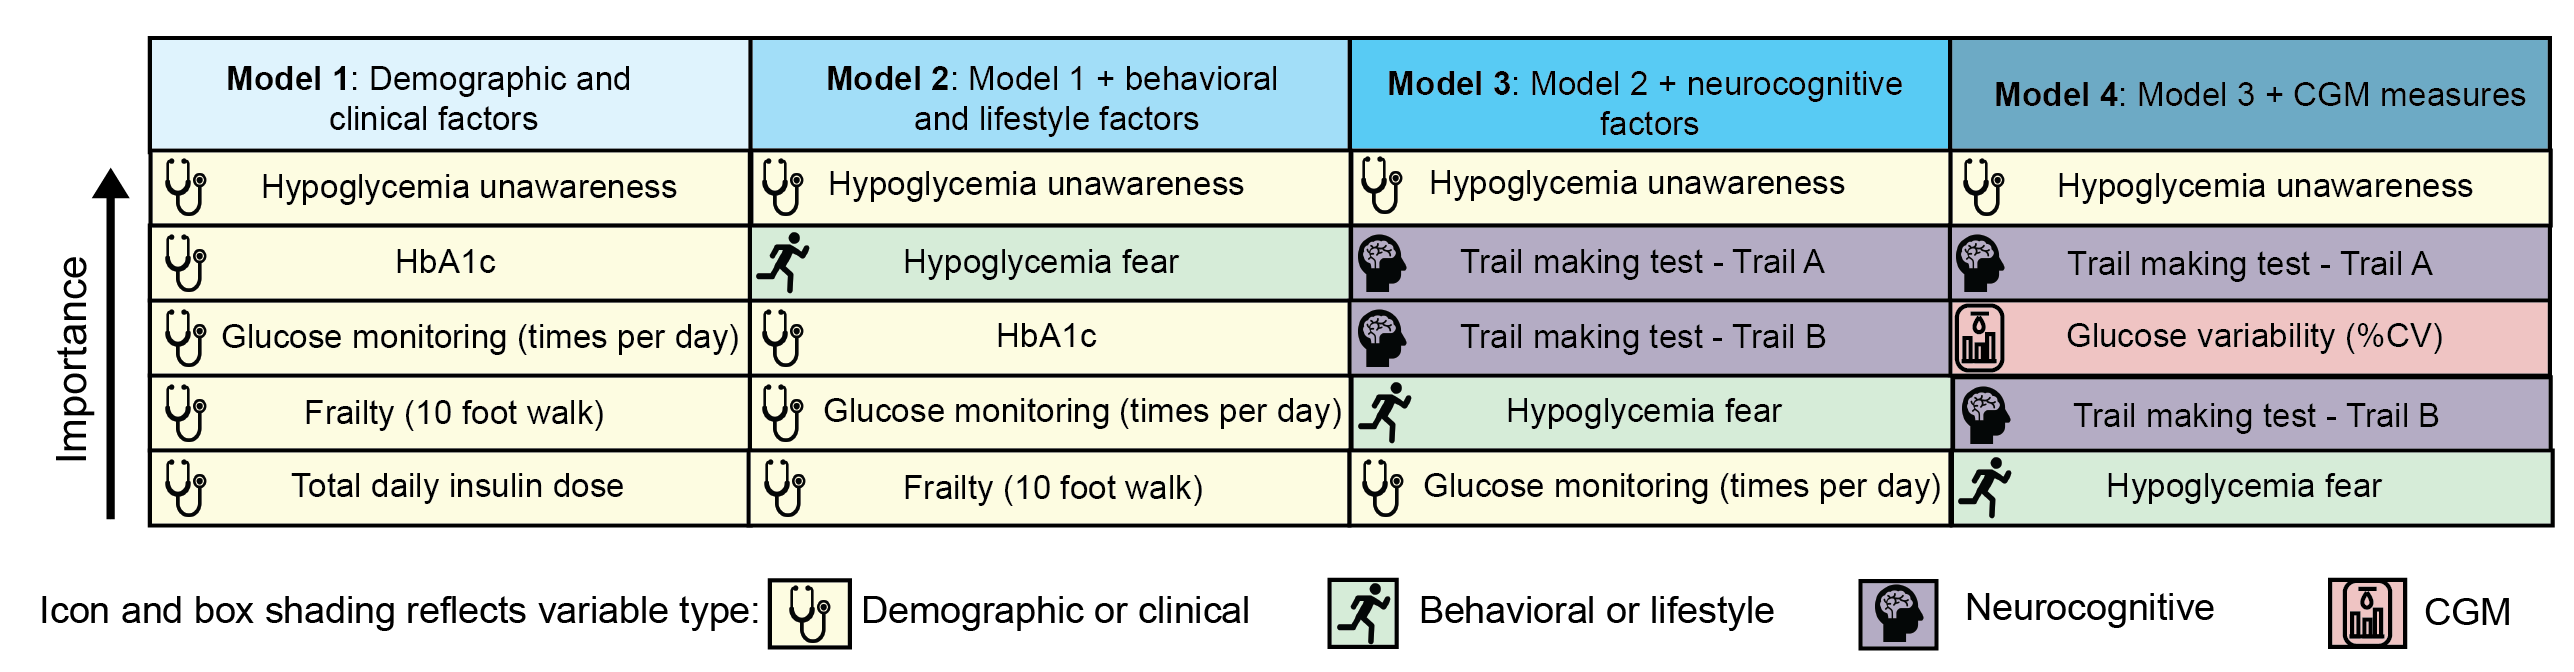 Model 1: Demographic and
clinical factors
Model 2: Model 1 + behavioral
and lifestyle factors
Model 3: Model 2 + neurocognitive
factors
Model 4: Model 3 + CGM measures
Importance
Hypoglycemia unawareness
Hypoglycemia unawareness
Hypoglycemia unawareness
Hypoglycemia unawareness
HbA1c
Hypoglycemia fear
Trail making test - Trail A
Trail making test - Trail A
Glucose monitoring (times per day)
HbA1c
Trail making test - Trail B
Glucose variability (%CV)
Frailty (10 foot walk)
Glucose monitoring (times per day)
Hypoglycemia fear
Trail making test - Trail B
Total daily insulin dose
Frailty (10 foot walk)
Glucose monitoring (times per day)
Hypoglycemia fear
Icon and box shading reflects variable type:
Demographic or clinical
Behavioral or lifestyle
Neurocognitive
CGM